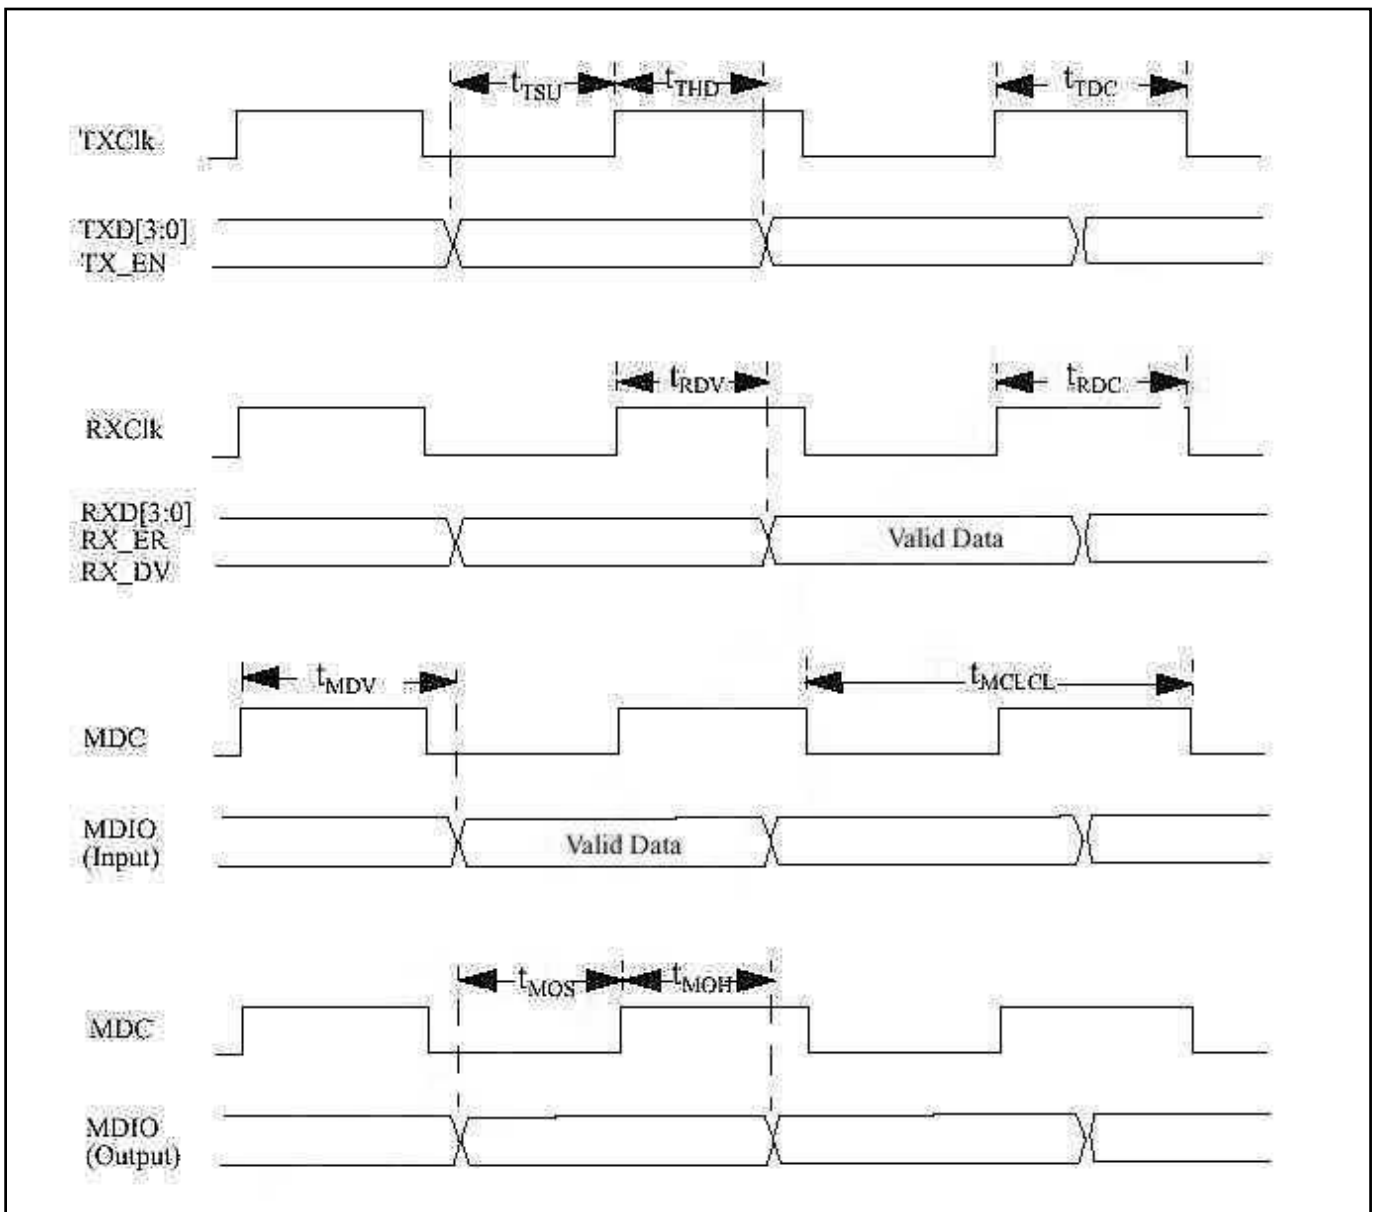 tTSU tTHD tTDC
TXClk
TXD[3:0]
TX_EN
tRDV tRDC
RXClk
RXD[3:0]
RX_ER
RX_DV
Valid Data
tMDV tMCLCL
MDC
MDIO
(Input)
Valid Data
tMOS tMOH
MDC
MDIO
(Output)